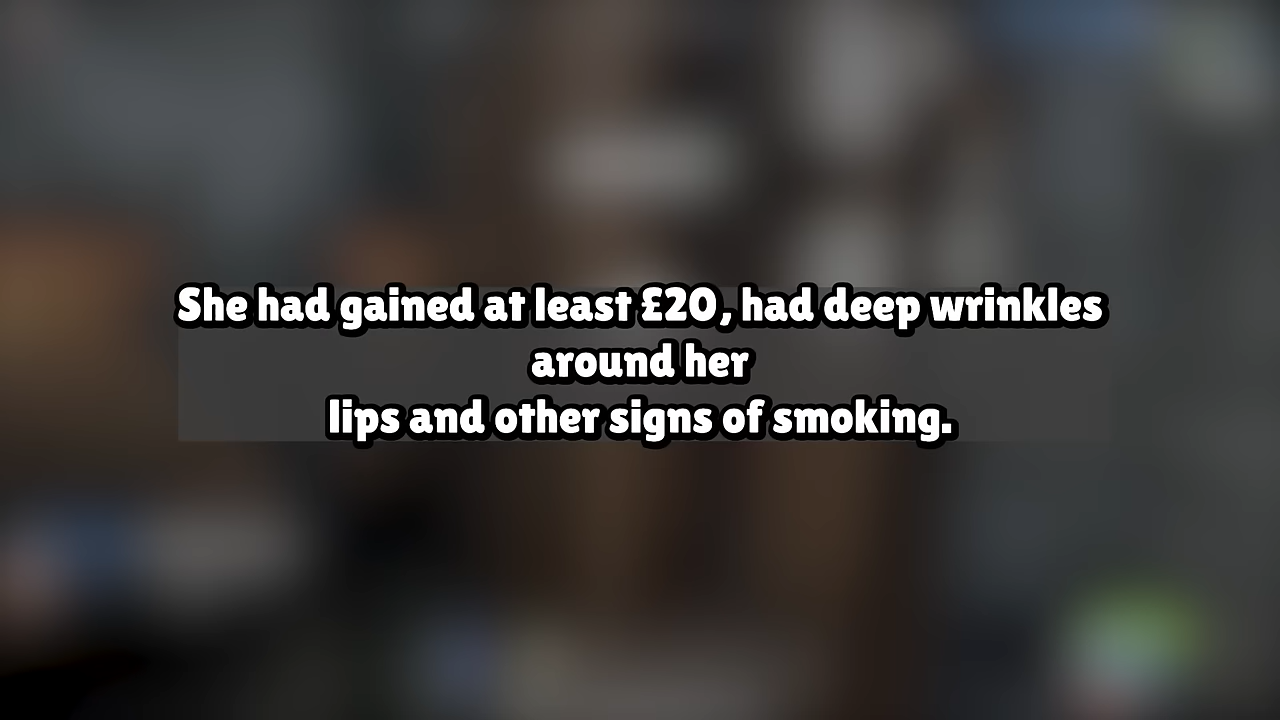 She had gained at least £20, had deep wrinkles
around her
lips and other signs of smoking.